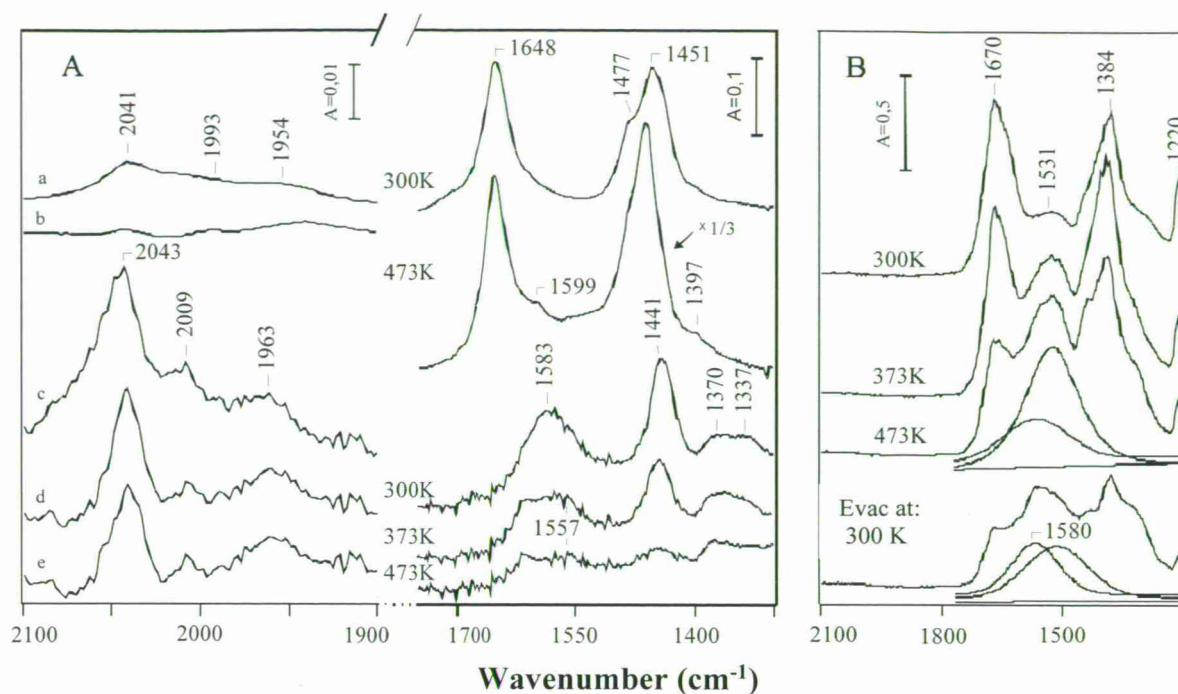 A
B
A=0,01
A=0,1
A=0,5
2041
1993
1954
2043
2009
1963
a
b
c
d
e
1648
1477
1451
300K
x 1/3
473K
1599
1397
1583
1441
1370
1337
300K
373K
1557
473K
1670
1531
1384
300K
373K
473K
Evac at:
300 K
1580
2100
2000
1900
1700
1550
1400
2100
1800
1500
Wavenumber (cm⁻¹)